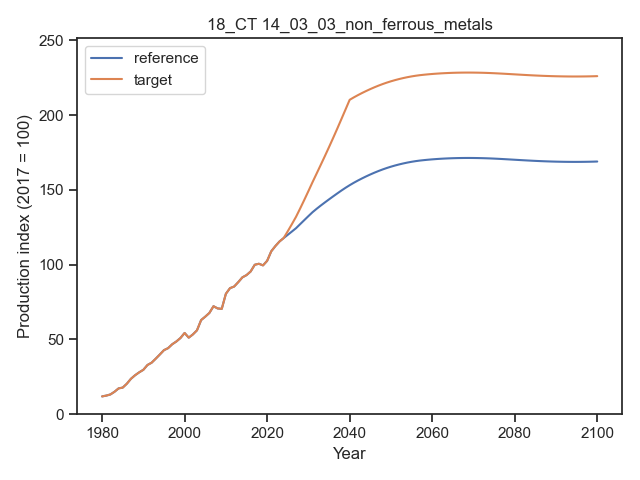 18_CT 14_03_03_non_ferrous_metals
reference
target
Production index (2017 = 100)
250
200
150
100
50
0
1980
2000
2020
2040
2060
2080
2100
Year